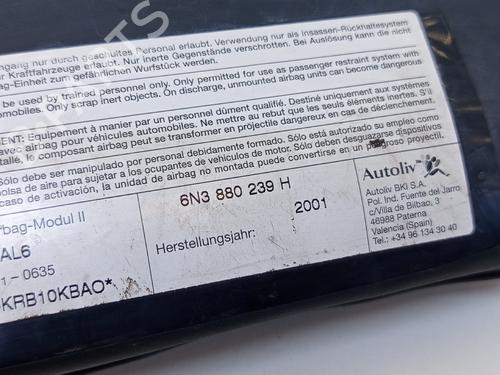 ngang nur durch geschultes Personal erlaubt. Verwendung nur als insassen-Rückhaltesystem
r Kraftfahrzeuge erlaubt. Nur inerte Gegenstände verschrotten. Bei Auslösung kann die nicht
g-Einheit zum gefährlichen Wurfstück werden.
be used by trained personnel only. Only permitted for use as passenger restraint system with
mobiles. Only scrap inert objects. On discharge, unmounted airbag units can become dangerous
ENT: Equipement à manier par un personnel dûment qualifié. Destiné uniquement aux systèmes
avec airbag pour véhicules automobiles. Ne mettre au rebut que les seuls éléments inertes. S'il
tallé, le composant airbag peut se transformer en projectile dangereux en cas de déclenchement.
Sólo debe ser manipulado por personal debidamente instruido. Sólo está autorizado su empleo como
bolsa de aire para sujetar a los ocupantes de vehículos de motor. Sólo deben desguazarse dispositivos
caso de activación, la unidad de airbag no montada puede convertirse en un proyectil peligroso.
bag-Modul II
6N3 880 239 H
AL6
1 - 0635
Herstellungsjahr:
2001
KRB10KBAO*
Autoliv
Autoliv BKI S.A.
Pol. Ind. Fuente del Jarro
c/Villa de Bilbao, 3
46988 Paterna
Valencia (Spain)
Tel: +34 96 134 30 40